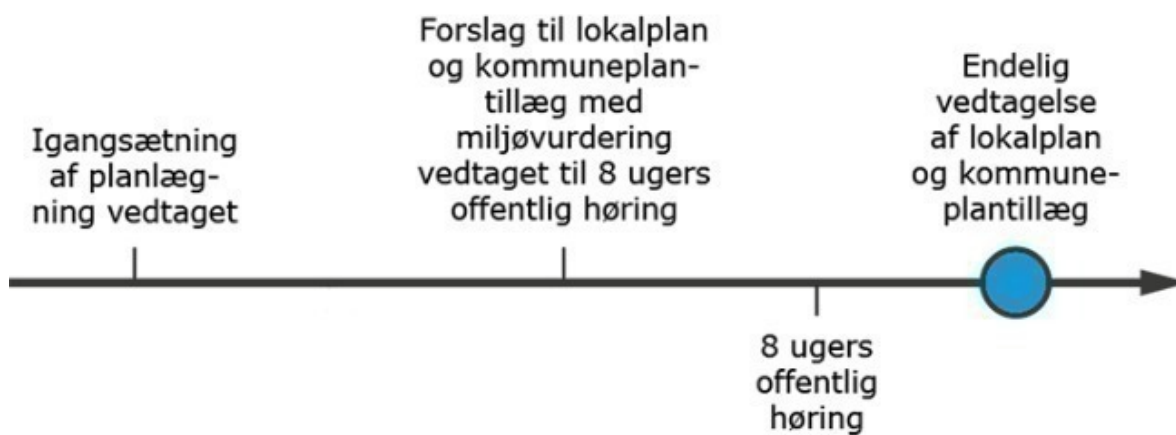 Igangsætning
af planlæg-
ning vedtaget
Forslag til lokalplan
og kommuneplan-
tillæg med
miljøvurdering
vedtaget til 8 ugers
offentlig høring
8 ugers
offentlig
høring
Endelig
vedtagelse
af lokalplan
og kommune-
plantillæg